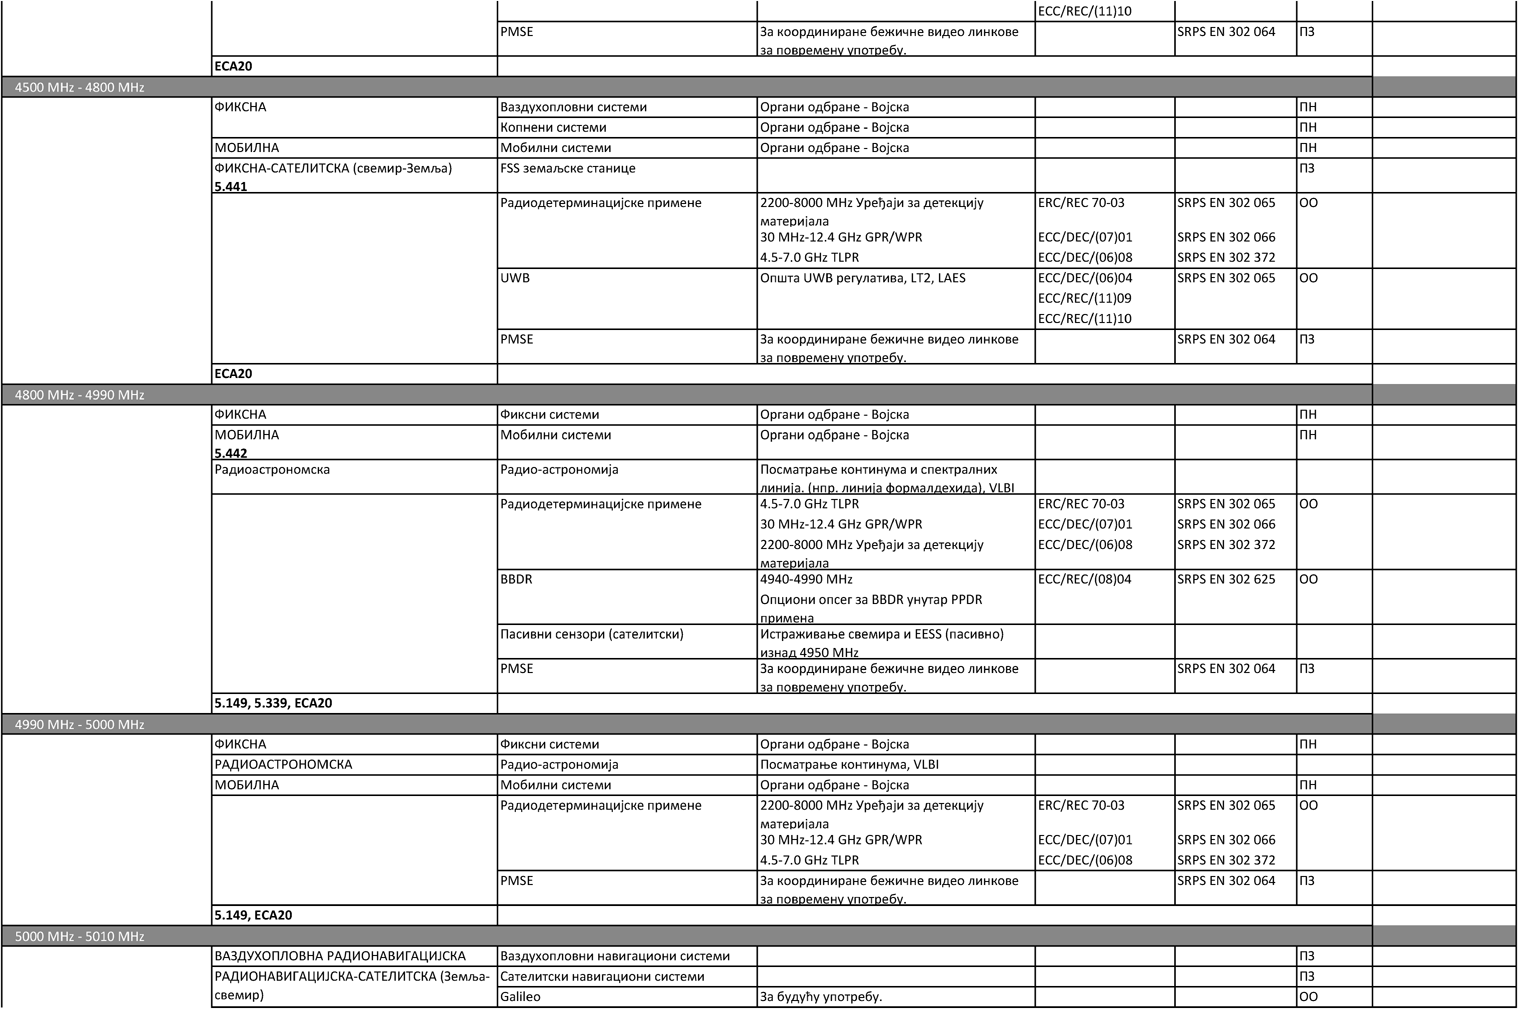 ECC/REC/(11)10
PMSE За координиране бежичне видео линкове SRPS EN 302 064 ПЗ
за повремену употребу.
ECA20
4500 MHz - 4800 MHz
ФИКСНА Ваздухопловни системи Органи одбране - Војска ПН
Копнени системи Органи одбране - Војска ПН
МОБИЛНА Мобилни системи Органи одбране - Војска ПН
ФИКСНА-САТЕЛИТСКА (свемир-Земља) FSS земаљске станице ПЗ
5.441
Радиодетерминацијске примене 2200-8000 MHz Уређаји за детекцију ERC/REC 70-03 SRPS EN 302 065 ОО
материјала
30 MHz-12.4 GHz GPR/WPR ECC/DEC/(07)01 SRPS EN 302 066
4.5-7.0 GHz TLPR ECC/DEC/(06)08 SRPS EN 302 372
UWB Општа UWB регулатива, LT2, LAES ECC/DEC/(06)04 SRPS EN 302 065 ОО
ECC/REC/(11)09
ECC/REC/(11)10
PMSE За координиране бежичне видео линкове SRPS EN 302 064 ПЗ
за повремену употребу.
ECA20
4800 MHz - 4990 MHz
ФИКСНА Фиксни системи Органи одбране - Војска ПН
МОБИЛНА Мобилни системи Органи одбране - Војска ПН
5.442
Радиоастрономска Радио-астрономија Посматрање континума и спектралних
линија. (нпр. линија формалдехида), VLBI
Радиодетерминацијске примене 4.5-7.0 GHz TLPR ERC/REC 70-03 SRPS EN 302 065 ОО
30 MHz-12.4 GHz GPR/WPR ECC/DEC/(07)01 SRPS EN 302 066
2200-8000 MHz Уређаји за детекцију ECC/DEC/(06)08 SRPS EN 302 372
материјала
BBDR 4940-4990 MHz ECC/REC/(08)04 SRPS EN 302 625 ОО
Опциони опсег за BBDR унутар PPDR
примена
Пасивни сензори (сателитски) Истраживање свемира и EESS (пасивно)
изнад 4950 MHz
PMSE За координиране бежичне видео линкове SRPS EN 302 064 ПЗ
за повремену употребу.
5.149, 5.339, ECA20
4990 MHz - 5000 MHz
ФИКСНА Фиксни системи Органи одбране - Војска ПН
РАДИОАСТРОНОМСКА Радио-астрономија Посматрање континума, VLBI
МОБИЛНА Мобилни системи Органи одбране - Војска ПН
Радиодетерминацијске примене 2200-8000 MHz Уређаји за детекцију ERC/REC 70-03 SRPS EN 302 065 ОО
материјала
30 MHz-12.4 GHz GPR/WPR ECC/DEC/(07)01 SRPS EN 302 066
4.5-7.0 GHz TLPR ECC/DEC/(06)08 SRPS EN 302 372
PMSE За координиране бежичне видео линкове SRPS EN 302 064 ПЗ
за повремену употребу.
5.149, ECA20
5000 MHz - 5010 MHz
ВАЗДУХОПЛОВНА РАДИОНАВИГАЦИЈСКА Ваздухопловни навигациони системи ПЗ
РАДИОНАВИГАЦИЈСКА-САТЕЛИТСКА (Земља- Сателитски навигациони системи ПЗ
свемир) Galileo За будућу употребу. ОО